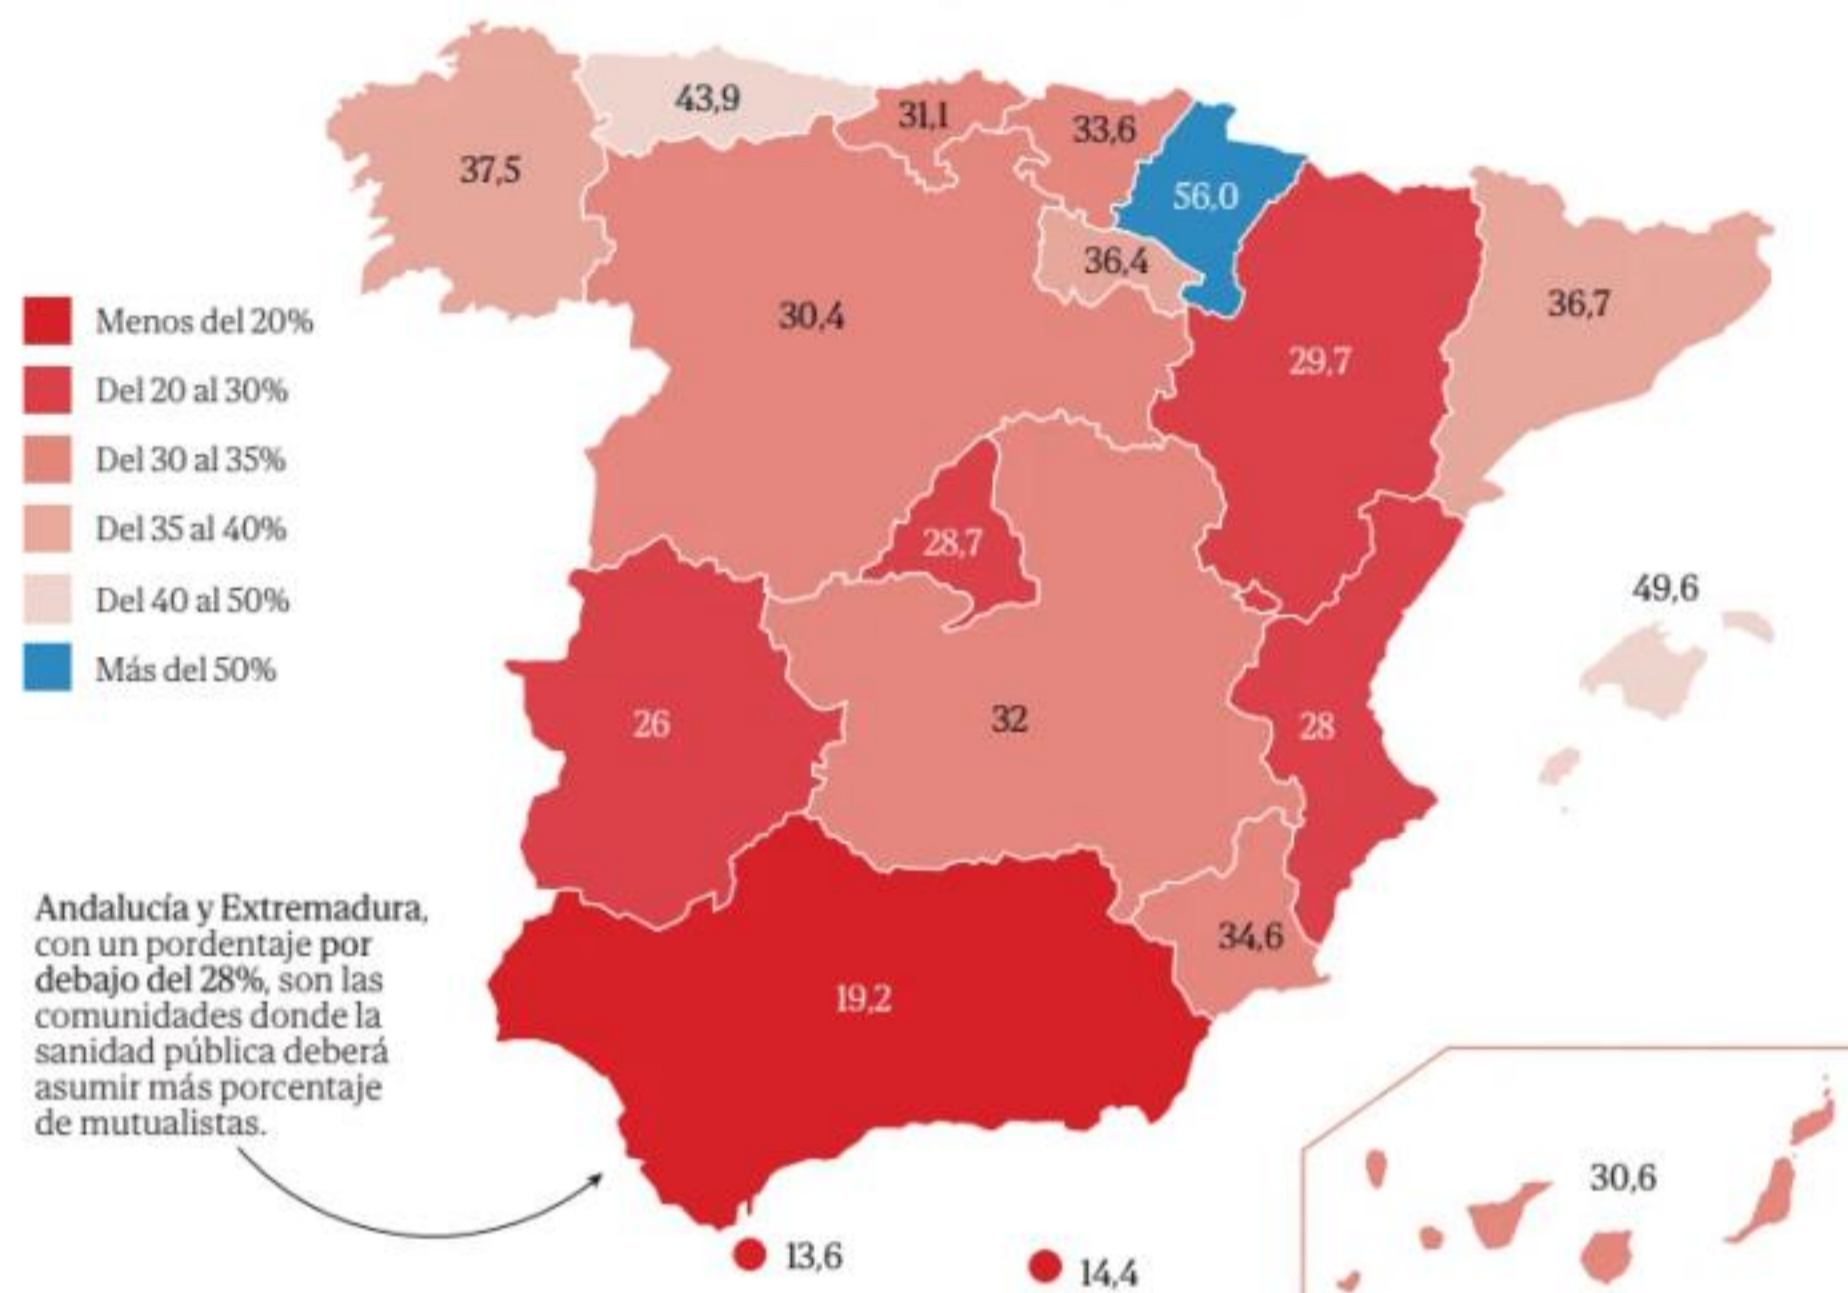 43,9
31,1
33,6
37,5
56,0
36,4
30,4
36,7
29,7
Menos del 20%
Del 20 al 30%
Del 30 al 35%
Del 35 al 40%
Del 40 al 50%
Más del 50%
28,7
49,6
26
32
28
Andalucía y Extremadura,
con un pordentaje por
debajo del 28%, son las
comunidades donde la
sanidad pública deberá
asumir más porcentaje
de mutualistas.
34,6
19,2
30,6
13,6
14,4